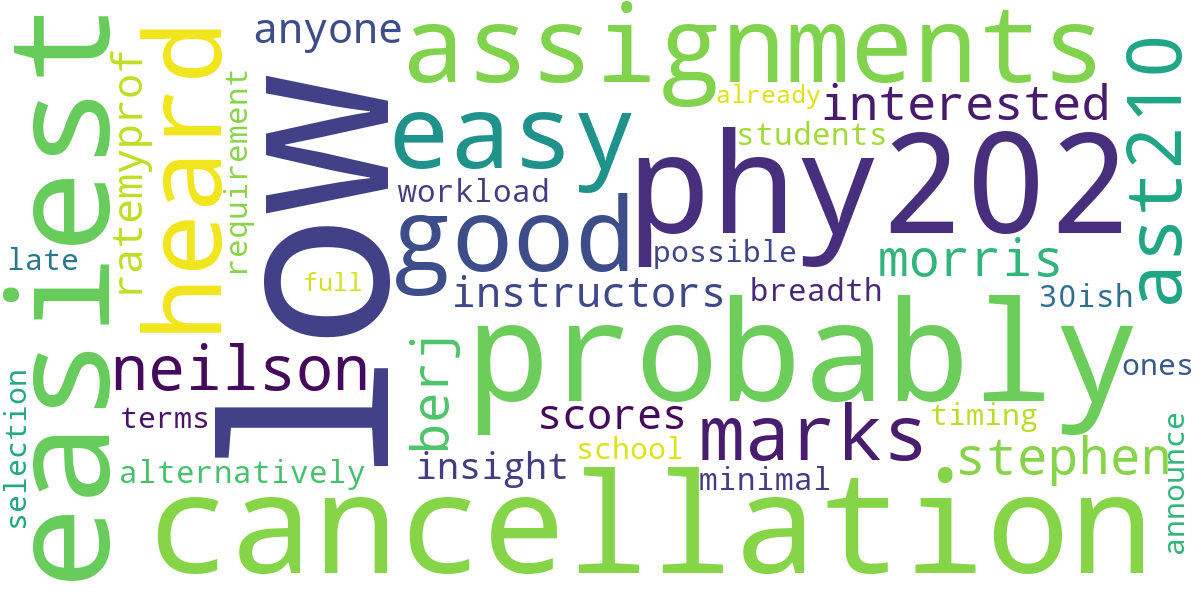 easiest
late
selection
ratemyprof
heard
requirement
low
full
anyone
assignments
already
interested
ast210
easy
students
phy202
workload
good
possible
morris
instructors
breadth
30ish
probably
neilson
berj
ones
terms
scores
marks
timing
alternatively
insight
school
minimal
stephen
announce
cancellation